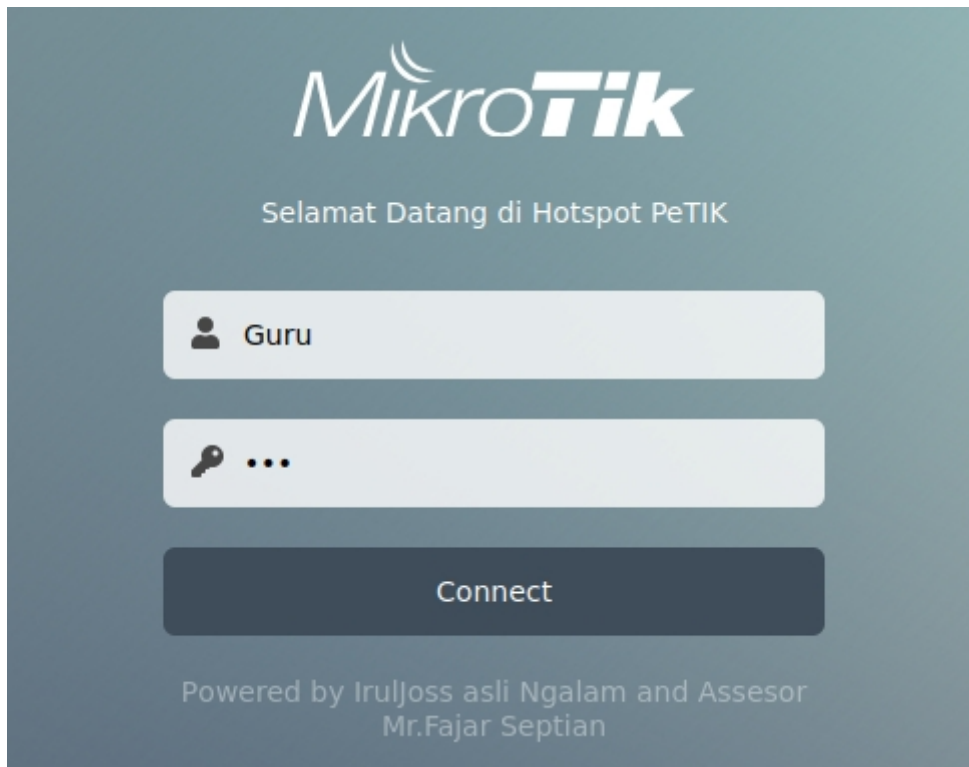 MikroTik
Selamat Datang di Hotspot PeTIK
Guru
•••
Connect
Powered by IrulJoss asli Ngalam and Assesor
Mr.Fajar Septian